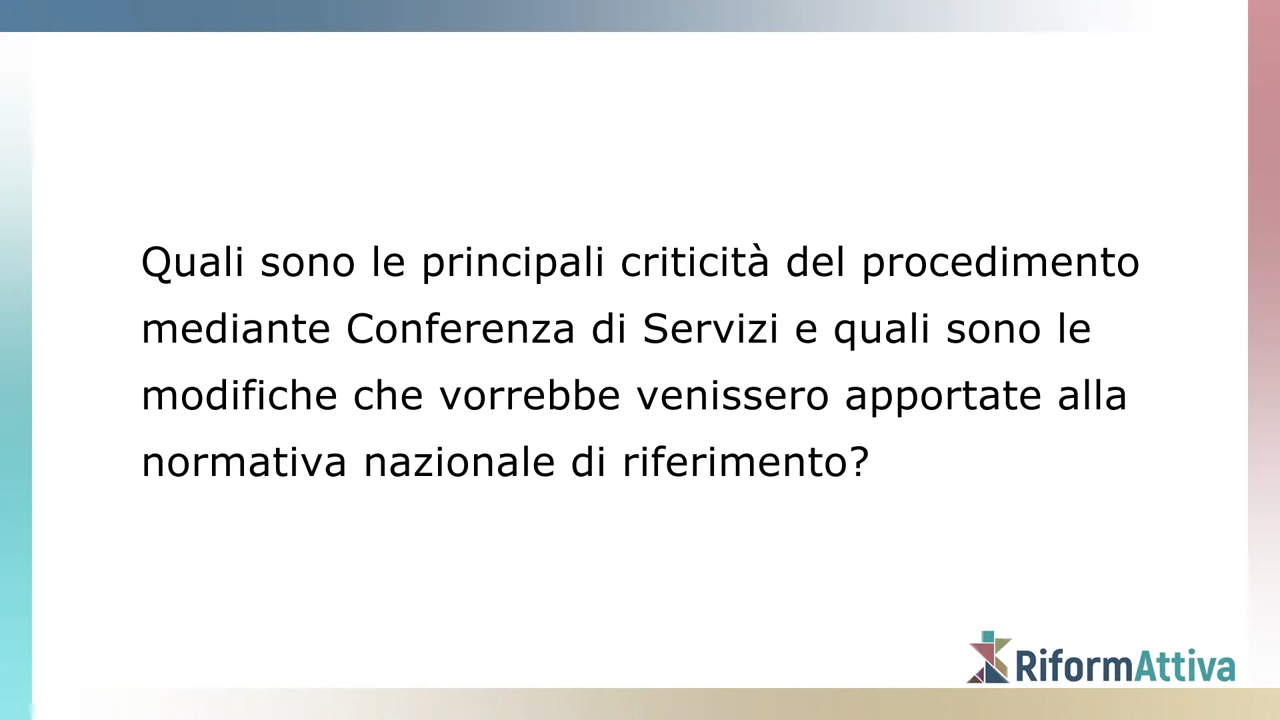 Quali sono le principali criticità del procedimento
mediante Conferenza di Servizi e quali sono le
modifiche che vorrebbe venissero apportate alla
normativa nazionale di riferimento?
RiformAttiva